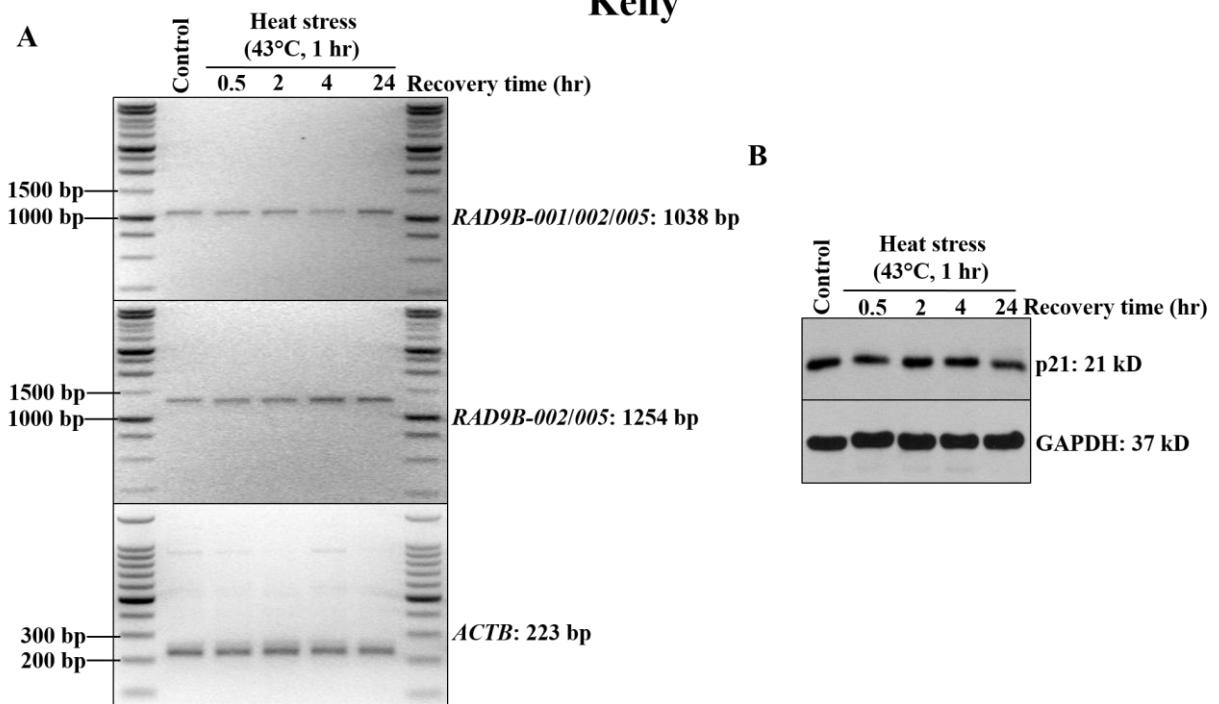 Kelly
A
Control
Heat stress
(43°C, 1 hr)
0.5 2 4 24 Recovery time (hr)
1500 bp
1000 bp
RAD9B-001/002/005: 1038 bp
1500 bp
1000 bp
RAD9B-002/005: 1254 bp
300 bp
200 bp
ACTB: 223 bp
B
Control
Heat stress
(43°C, 1 hr)
0.5 2 4 24 Recovery time (hr)
p21: 21 kD
GAPDH: 37 kD